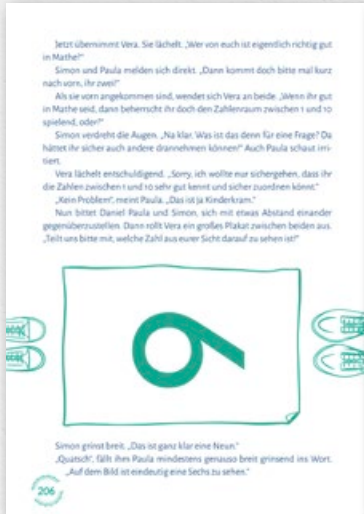 Jetzt übernimmt Vera. Sie lächelt. „Wer von euch ist eigentlich richtig gut
in Mathe?“
Simon und Paula melden sich direkt. „Dann kommt doch bitte mal kurz
nach vorn, ihr zwei!“
Als sie vorn angekommen sind, wendet sich Vera an beide. „Wenn ihr gut
in Mathe seid, dann beherrscht ihr doch den Zahlenraum zwischen 1 und 10
spielend, oder?“
Simon verdreht die Augen. „Na klar. Was ist das denn für eine Frage? Da
hättet ihr sicher auch andere drannehmen können!“ Auch Paula schaut irri-
tiert.
Vera lächelt entschuldigend. „Sorry, ich wollte nur sichergehen, dass ihr
die Zahlen zwischen 1 und 10 sehr gut kennt und sicher zuordnen könnt.“
„Kein Problem“, meint Paula. „Das ist ja Kinderkram.“
Nun bittet Daniel Paula und Simon, sich mit etwas Abstand einander
gegenüberzustellen. Dann rollt Vera ein großes Plakat zwischen beiden aus.
„Teilt uns bitte mit, welche Zahl aus eurer Sicht darauf zu sehen ist!“
9
Simon grinst breit. „Das ist ganz klar eine Neun.“
„Quatsch“, fällt ihm Paula mindestens genauso breit grinsend ins Wort.
„Auf dem Bild ist eindeutig eine Sechs zu sehen.“
206